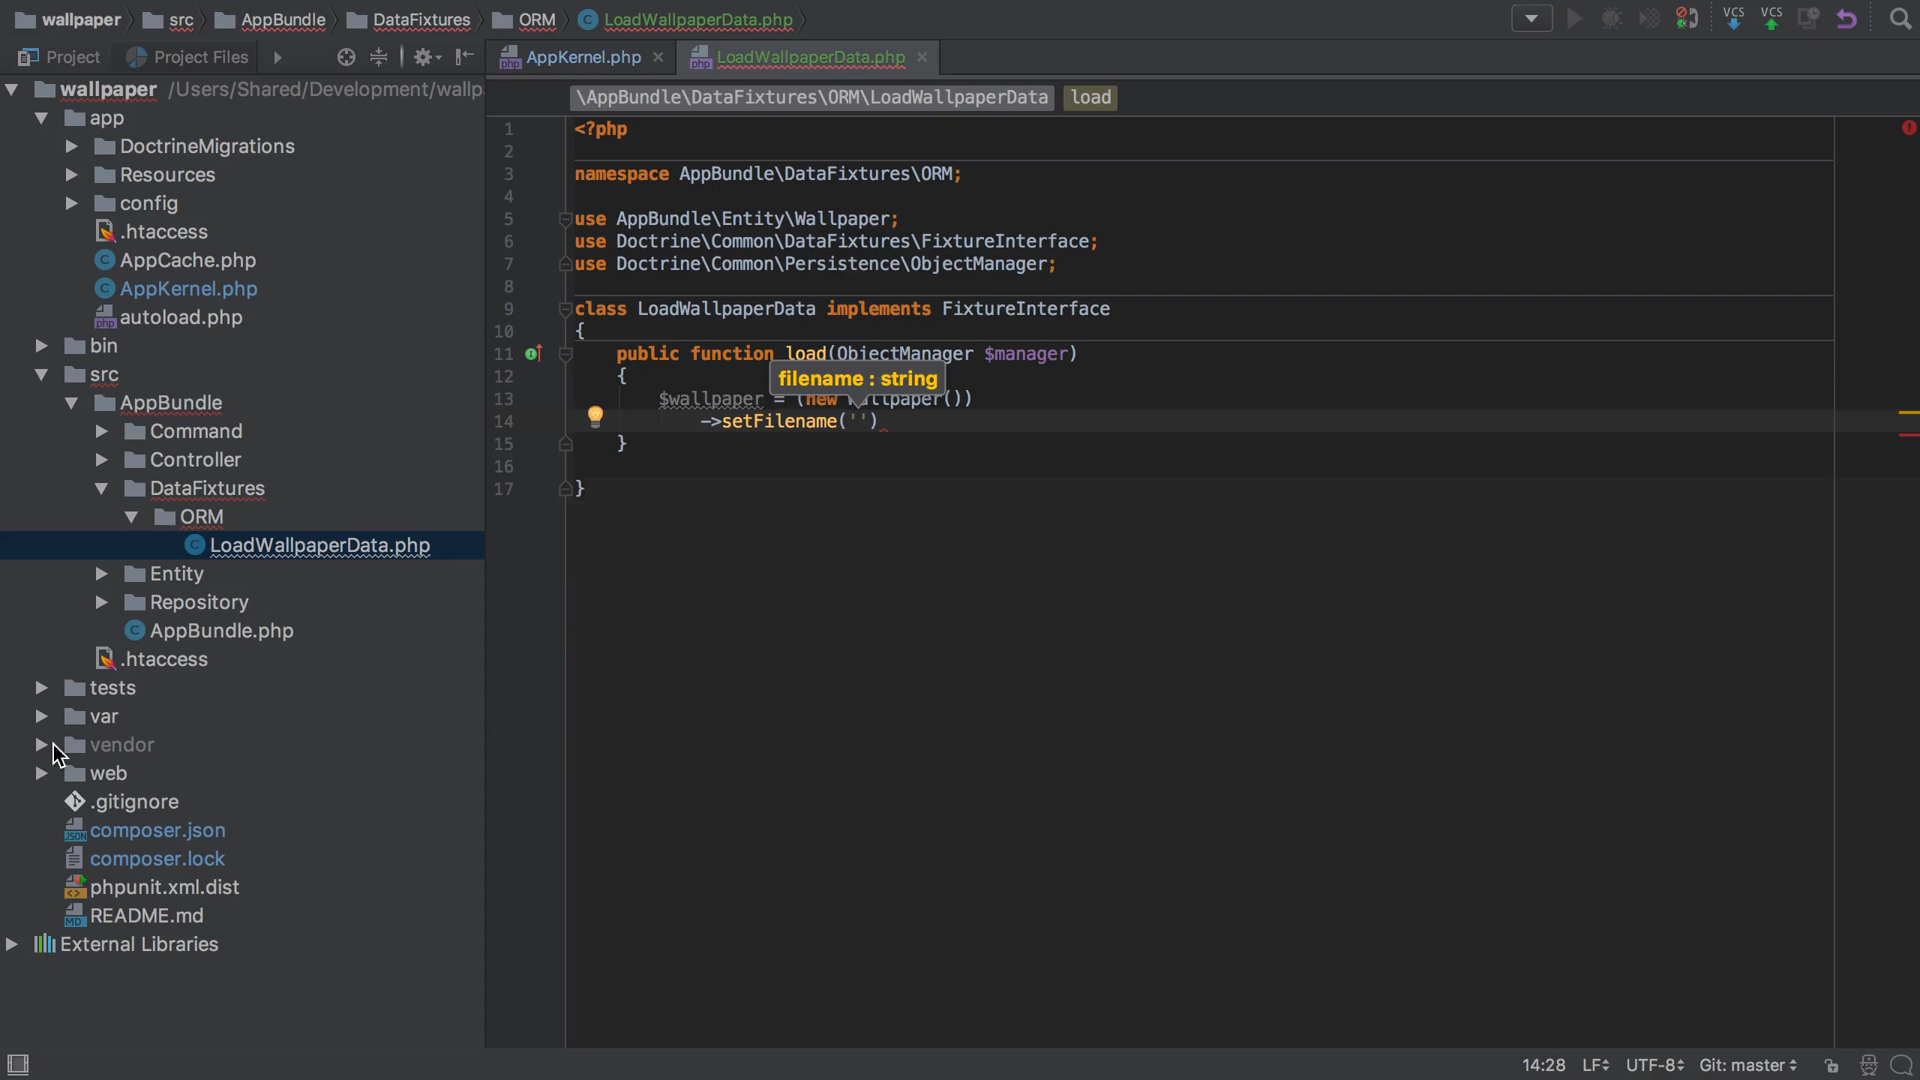 wallpaper src AppBundle DataFixtures ORM LoadWallpaperData.php VCS VCS
Project Project Files
AppKernel.php LoadWallpaperData.php
\AppBundle\DataFixtures\ORM\LoadWallpaperData load
wallpaper /Users/Shared/Development/wallp
app
DoctrineMigrations
Resources
config
.htaccess
AppCache.php
AppKernel.php
autoload.php
bin
src
AppBundle
Command
Controller
DataFixtures
ORM
LoadWallpaperData.php
Entity
Repository
AppBundle.php
.htaccess
tests
var
vendor
web
.gitignore
composer.json
composer.lock
phpunit.xml.dist
README.md
External Libraries
1 <?php
2
3 namespace AppBundle\DataFixtures\ORM;
4
5 use AppBundle\Entity\Wallpaper;
6 use Doctrine\Common\DataFixtures\FixtureInterface;
7 use Doctrine\Common\Persistence\ObjectManager;
8
9 class LoadWallpaperData implements FixtureInterface
10 {
11 public function load(ObjectManager $manager)
12 {
filename : string
13 $wallpaper = (new Wallpaper())
14 ->setFilename('')
15 }
16
17 }
14:28 LF UTF-8 Git: master